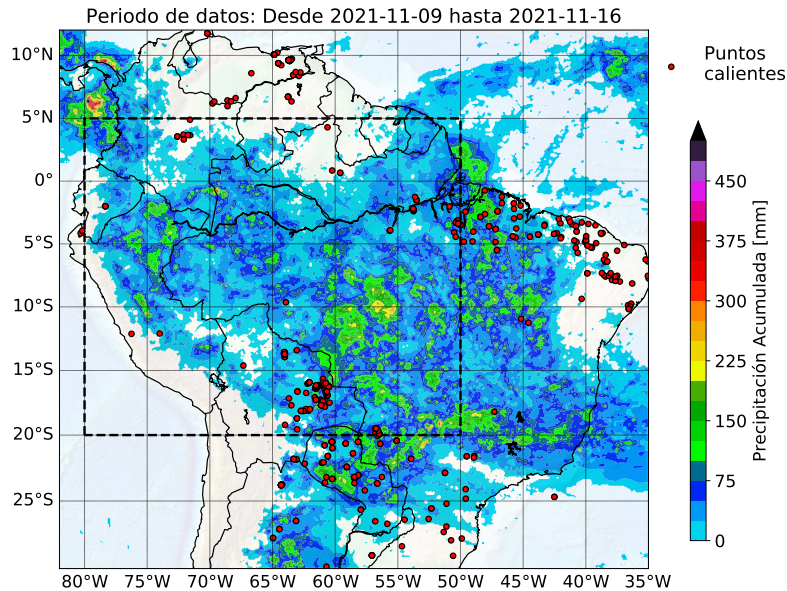 Periodo de datos: Desde 2021-11-09 hasta 2021-11-16
Puntos
calientes
10°N
5°N
0°
5°S
10°S
15°S
20°S
25°S
80°W
75°W
70°W
65°W
60°W
55°W
50°W
45°W
40°W
35°W
450
375
300
225
150
75
0
Precipitación Acumulada [mm]